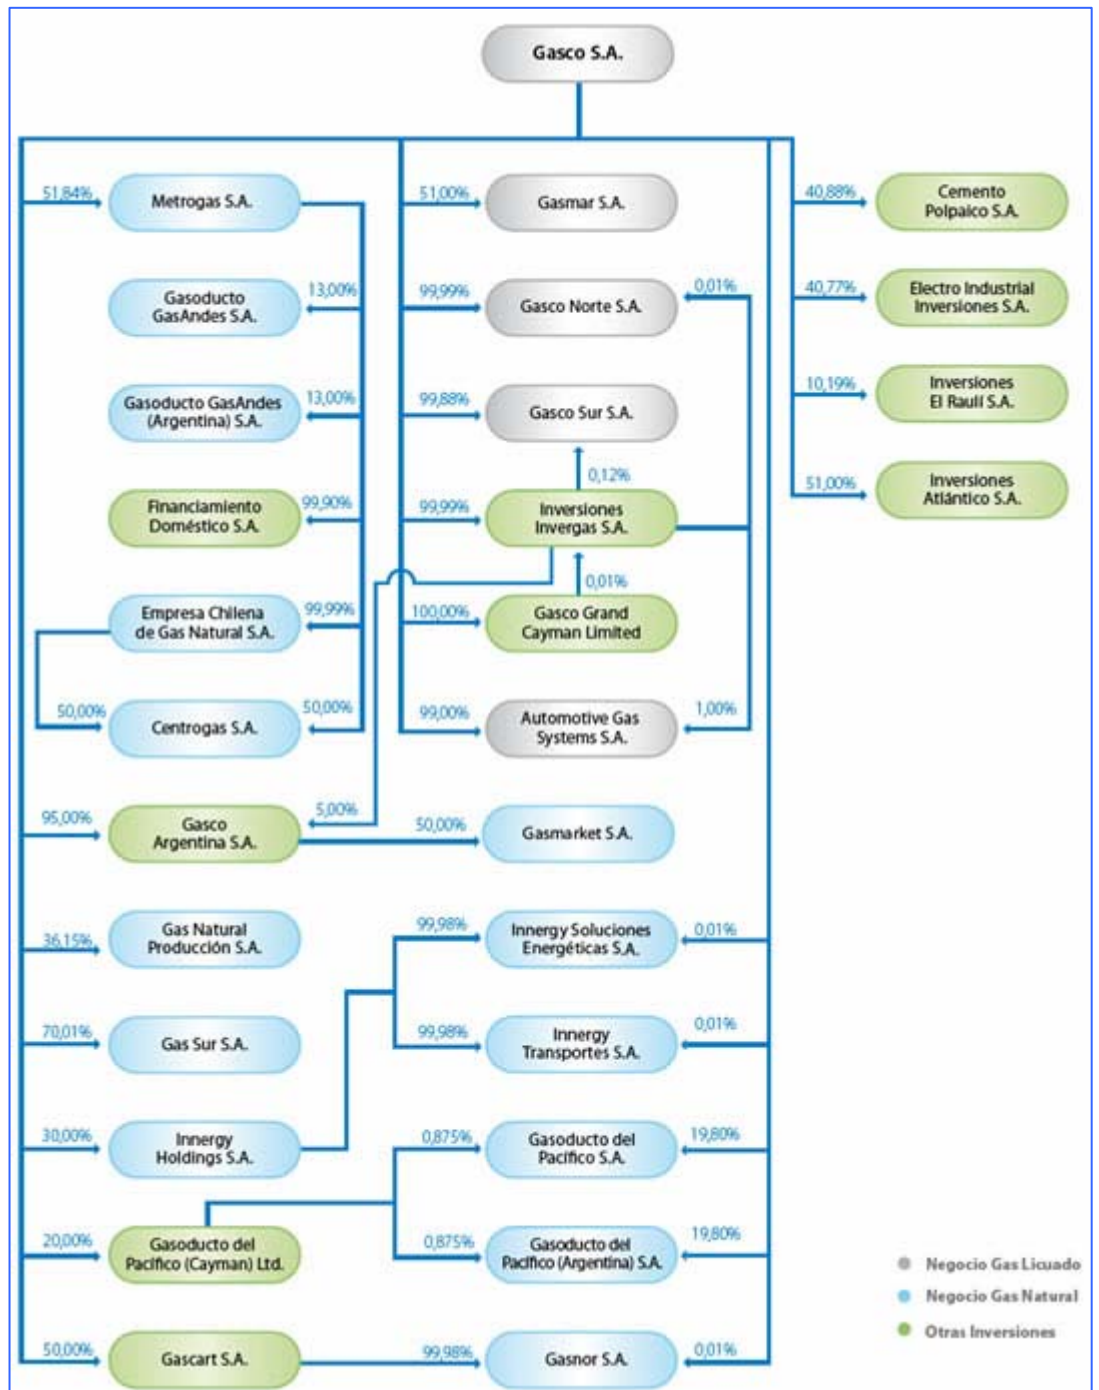 Gasco S.A.
51,84%
Metrogas S.A.
51,00%
Gasmar S.A.
40,88%
Cemento
Polpaico S.A.
Gasoducto
GasAndes S.A.
13,00%
99,99%
Gasco Norte S.A.
0,01%
40,77%
Electro Industrial
Inversiones S.A.
Gasoducto GasAndes
(Argentina) S.A.
13,00%
99,88%
Gasco Sur S.A.
10,19%
Inversiones
El Raulí S.A.
0,12%
Financiamiento
Doméstico S.A.
99,90%
99,99%
Inversiones
Invergas S.A.
51,00%
Inversiones
Atlántico S.A.
0,01%
Empresa Chilena
de Gas Natural S.A.
99,99%
100,00%
Gasco Grand
Cayman Limited
50,00%
Centrogas S.A.
50,00%
99,00%
Automotive Gas
Systems S.A.
1,00%
95,00%
Gasco
Argentina S.A.
5,00%
50,00%
Gasmarket S.A.
36,15%
Gas Natural
Producción S.A.
99,98%
Innergy Soluciones
Energéticas S.A.
0,01%
70,01%
Gas Sur S.A.
99,98%
Innergy
Transportes S.A.
0,01%
30,00%
Innergy
Holdings S.A.
0,875%
Gasoducto del
Pacífico S.A.
19,80%
20,00%
Gasoducto del
Pacífico (Cayman) Ltd.
0,875%
Gasoducto del
Pacífico (Argentina) S.A.
19,80%
50,00%
Gascart S.A.
99,98%
Gasnor S.A.
0,01%
Negocio Gas Licuado
Negocio Gas Natural
Otras Inversiones